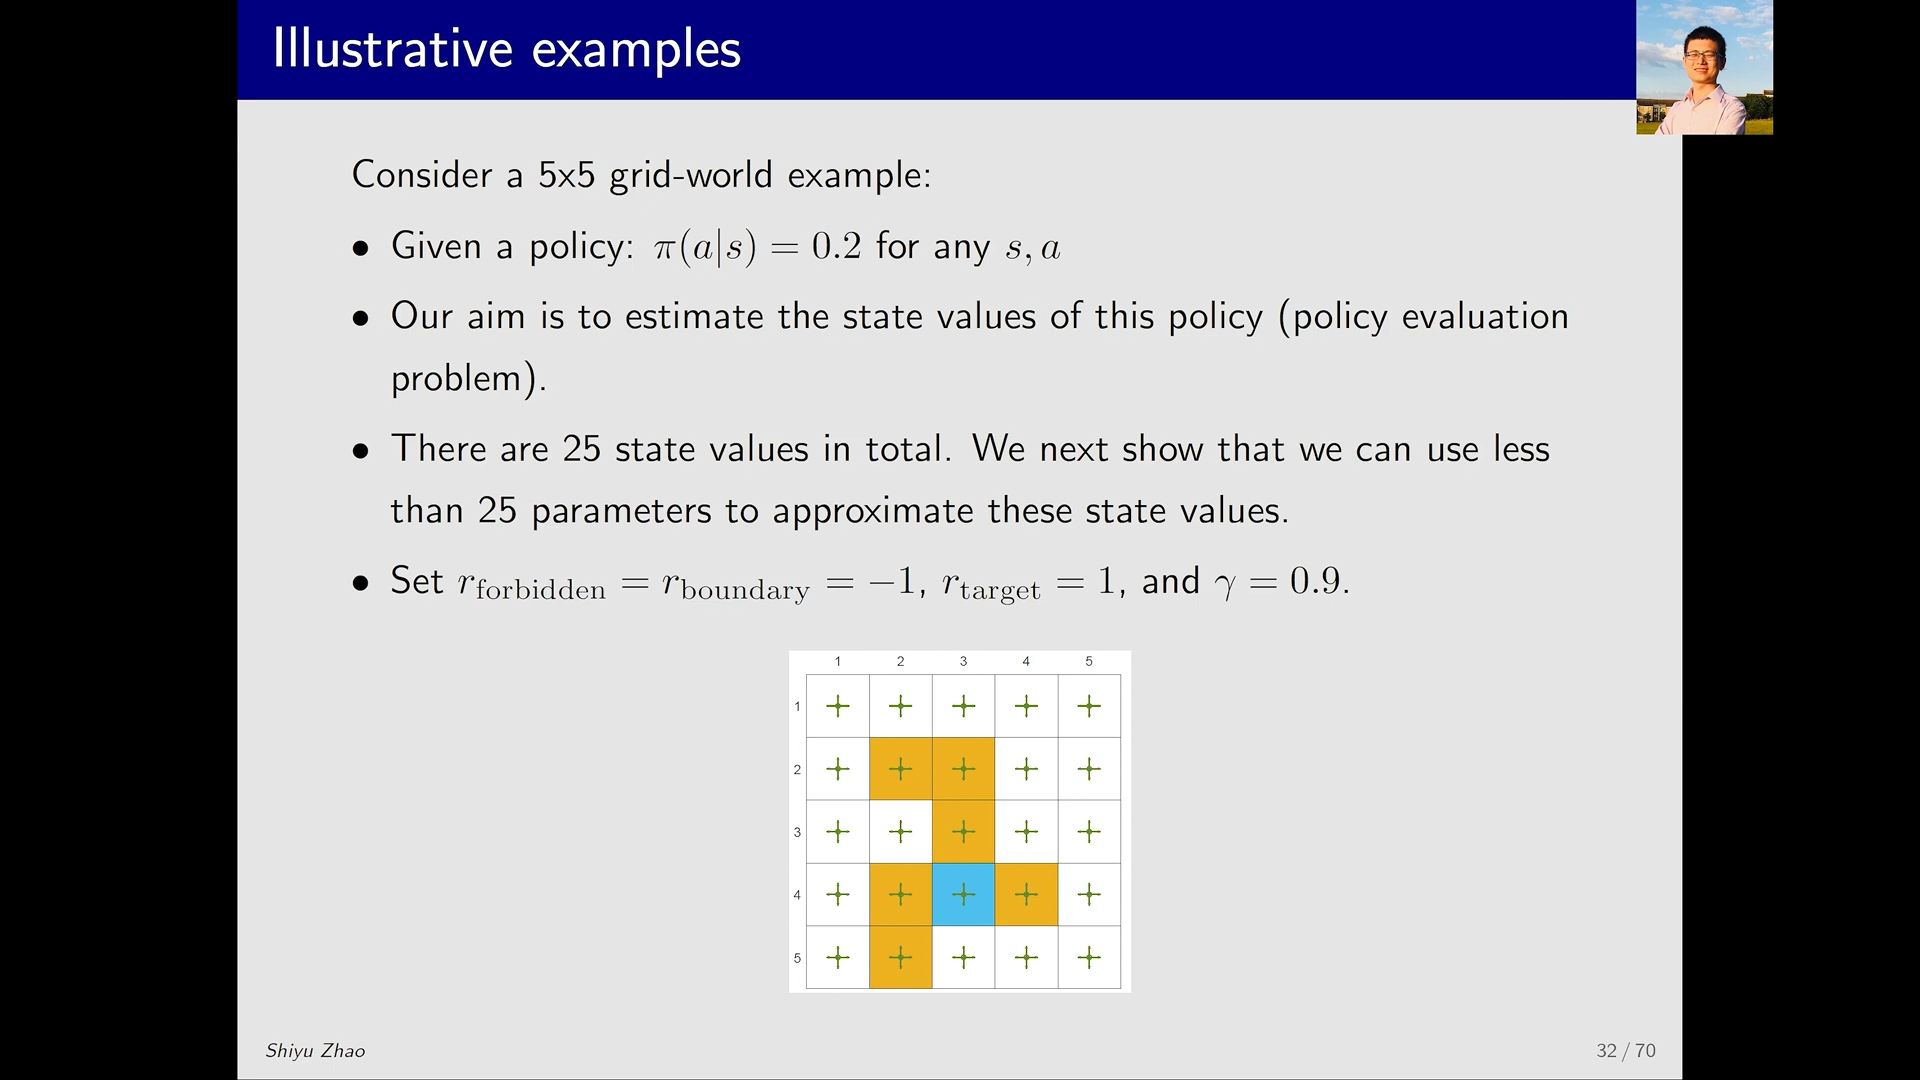 Illustrative examples
Consider a 5x5 grid-world example:
• Given a policy: π(a|s) = 0.2 for any s, a
• Our aim is to estimate the state values of this policy (policy evaluation
problem).
• There are 25 state values in total. We next show that we can use less
than 25 parameters to approximate these state values.
• Set r_forbidden = r_boundary = −1, r_target = 1, and γ = 0.9.
1 2 3 4 5
1
2
3
4
5
Shiyu Zhao
32 / 70